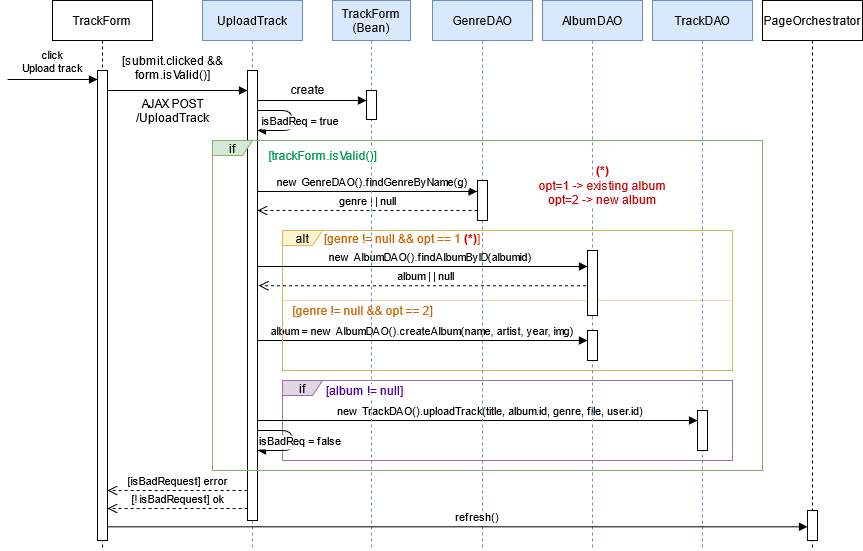 TrackForm
UploadTrack
TrackForm
(Bean)
GenreDAO
AlbumDAO
TrackDAO
PageOrchestrator
click
Upload track
[submit.clicked &&
form.isValid()]
AJAX POST
/UploadTrack
create
isBadReq = true
if
[trackForm.isValid()]
new GenreDAO().findGenreByName(g)
genre || null
(*)
opt=1 -> existing album
opt=2 -> new album
alt
[genre != null && opt == 1 (*)]
new AlbumDAO().findAlbumByID(albumid)
album || null
[genre != null && opt == 2]
album = new AlbumDAO().createAlbum(name, artist, year, img)
if
[album != null]
new TrackDAO().uploadTrack(title, album.id, genre, file, user.id)
isBadReq = false
[isBadRequest] error
[! isBadRequest] ok
refresh()